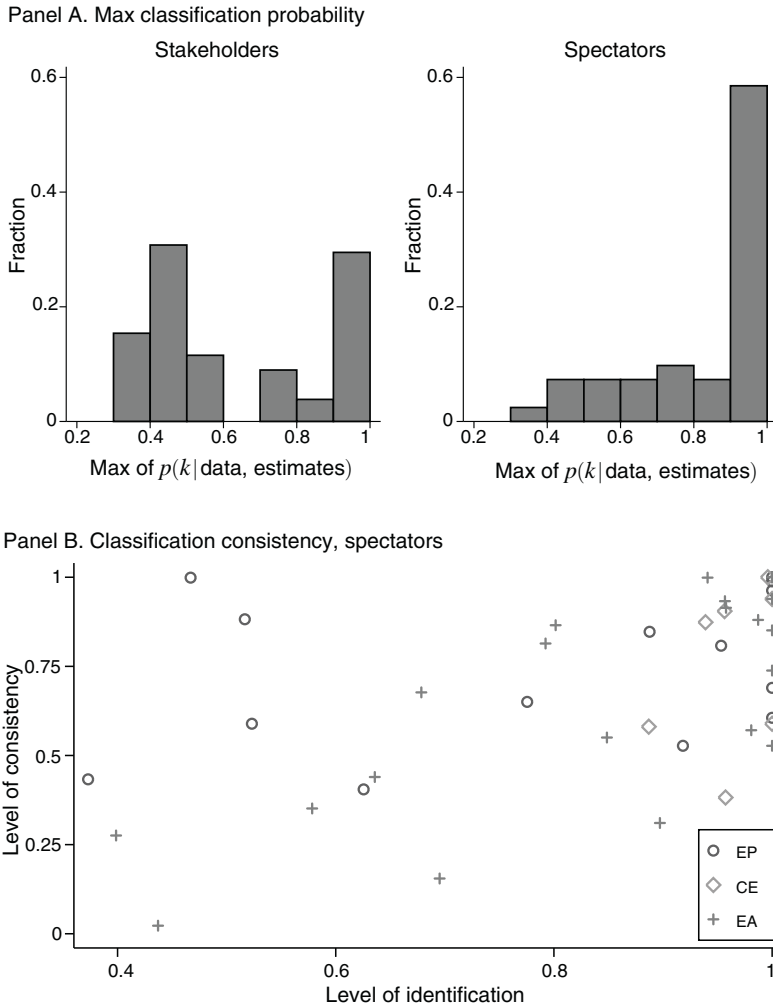 Panel A. Max classification probability
Stakeholders
Spectators
0.6
0.4
0.2
0
Fraction
0.2
0.4
0.6
0.8
1
Max of p(k|data, estimates)
0.6
0.4
0.2
0
Fraction
0.2
0.4
0.6
0.8
1
Max of p(k|data, estimates)
Panel B. Classification consistency, spectators
1
0.75
0.5
0.25
0
Level of consistency
EP
CE
EA
0.4
0.6
0.8
1
Level of identification